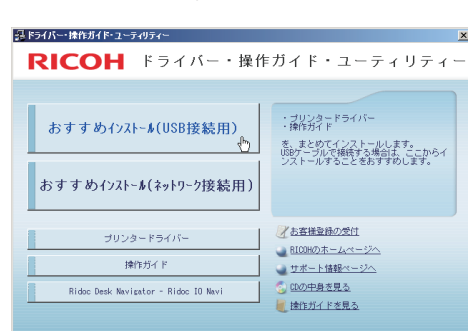 ドライバー・操作ガイド・ユーティリティー
RICOH ドライバー・操作ガイド・ユーティリティー
おすすめインストール(USB接続用)
・プリンタードライバー
・操作ガイド
を、まとめてインストールします。
USBケーブルで接続する場合は、ここからイ
ンストールすることをおすすめします。
おすすめインストール(ネットワーク接続用)
プリンタードライバー
操作ガイド
Ridoc Desk Navigator - Ridoc IO Navi
お客様登録の受付
RICOHのホームページへ
サポート情報ページへ
CDの中身を見る
操作ガイドを見る